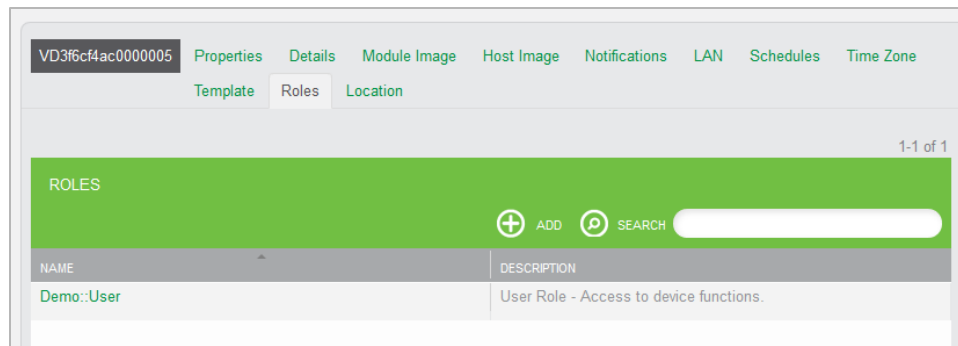 VD3f6cf4ac0000005 Properties Details Module Image Host Image Notifications LAN Schedules Time Zone
Template Roles Location
1-1 of 1
ROLES
ADD SEARCH
NAME DESCRIPTION
Demo::User User Role - Access to device functions.